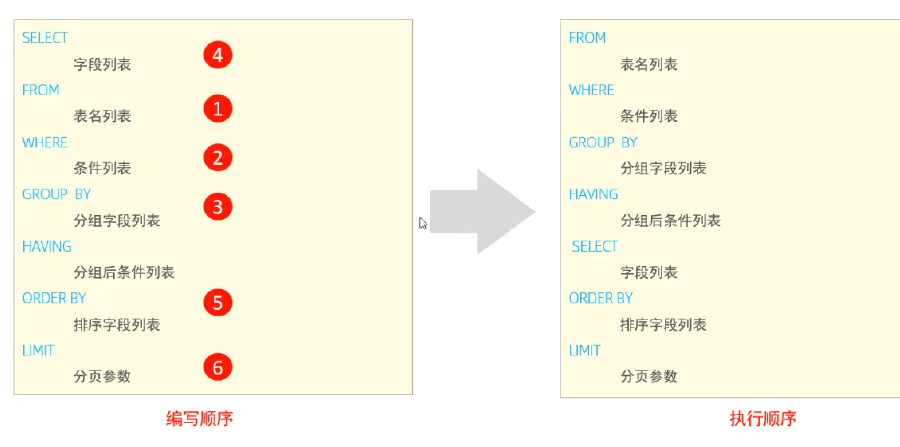 SELECT
字段列表
4
FROM
表名列表
1
WHERE
条件列表
2
GROUP BY
分组字段列表
3
HAVING
分组后条件列表
ORDER BY
排序字段列表
5
LIMIT
分页参数
6
编写顺序
FROM
表名列表
WHERE
条件列表
GROUP BY
分组字段列表
HAVING
分组后条件列表
SELECT
字段列表
ORDER BY
排序字段列表
LIMIT
分页参数
执行顺序